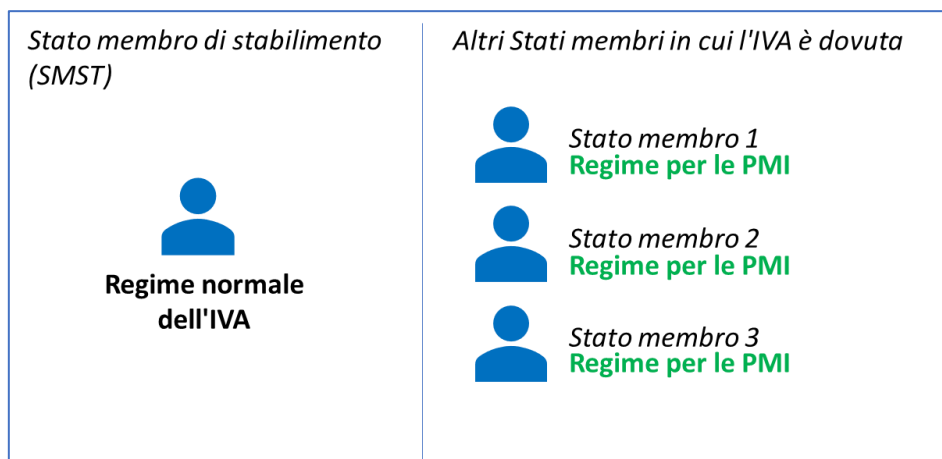 Stato membro di stabilimento
(SMST)
Regime normale
dell'IVA
Altri Stati membri in cui l'IVA è dovuta
Stato membro 1
Regime per le PMI
Stato membro 2
Regime per le PMI
Stato membro 3
Regime per le PMI